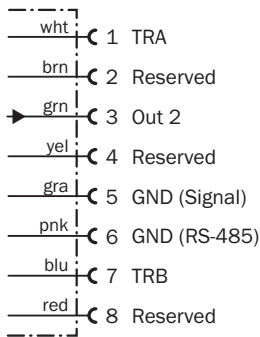 wht 1 TRA
brn 2 Reserved
grn 3 Out 2
yel 4 Reserved
gra 5 GND (Signal)
pnk 6 GND (RS-485)
blu 7 TRB
red 8 Reserved